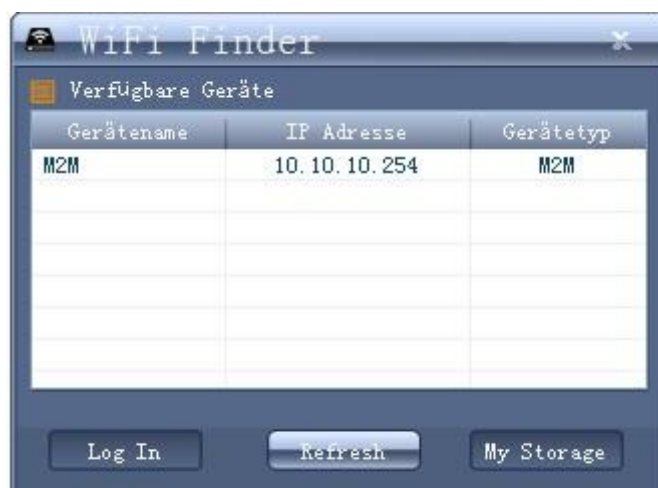 WiFi Finder
Verfügbare Geräte
Gerätename IP Adresse Gerätetyp
M2M 10.10.10.254 M2M
Log In Refresh My Storage